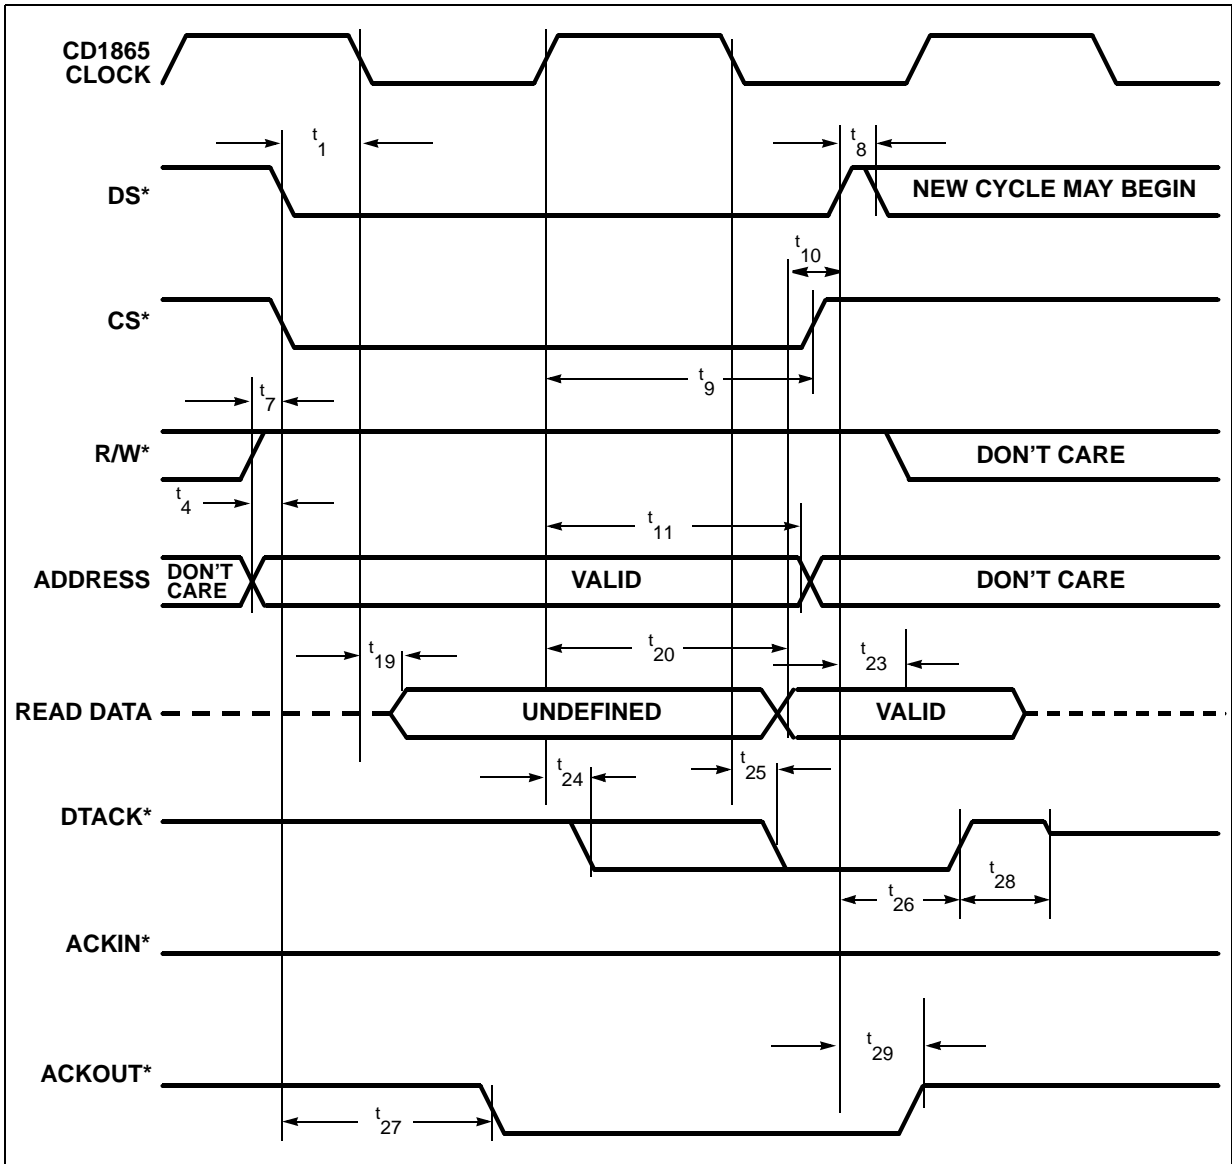 CD1865
CLOCK
t1
t8
DS*
NEW CYCLE MAY BEGIN
t10
CS*
t9
t7
R/W*
DON'T CARE
t4
t11
ADDRESS
DON'T
CARE
VALID
DON'T CARE
t19
t20
t23
READ DATA
UNDEFINED
VALID
t24
t25
DTACK*
t28
t26
ACKIN*
t29
ACKOUT*
t27